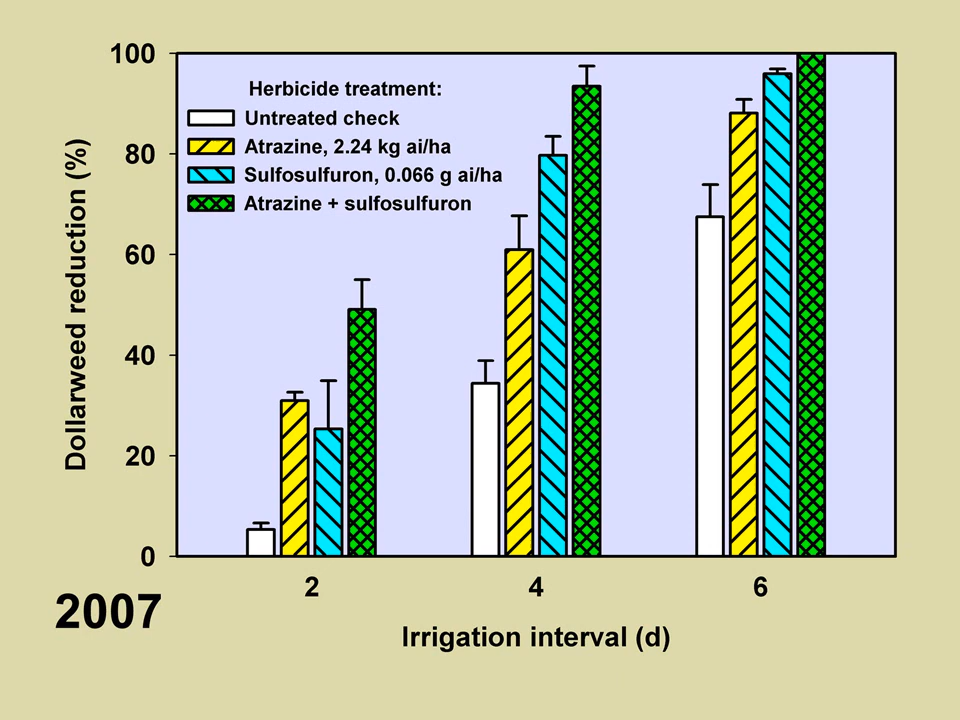 100
80
60
40
20
0
Dollarweed reduction (%)
Herbicide treatment:
Untreated check
Atrazine, 2.24 kg ai/ha
Sulfosulfuron, 0.066 g ai/ha
Atrazine + sulfosulfuron
2 4 6
2007
Irrigation interval (d)